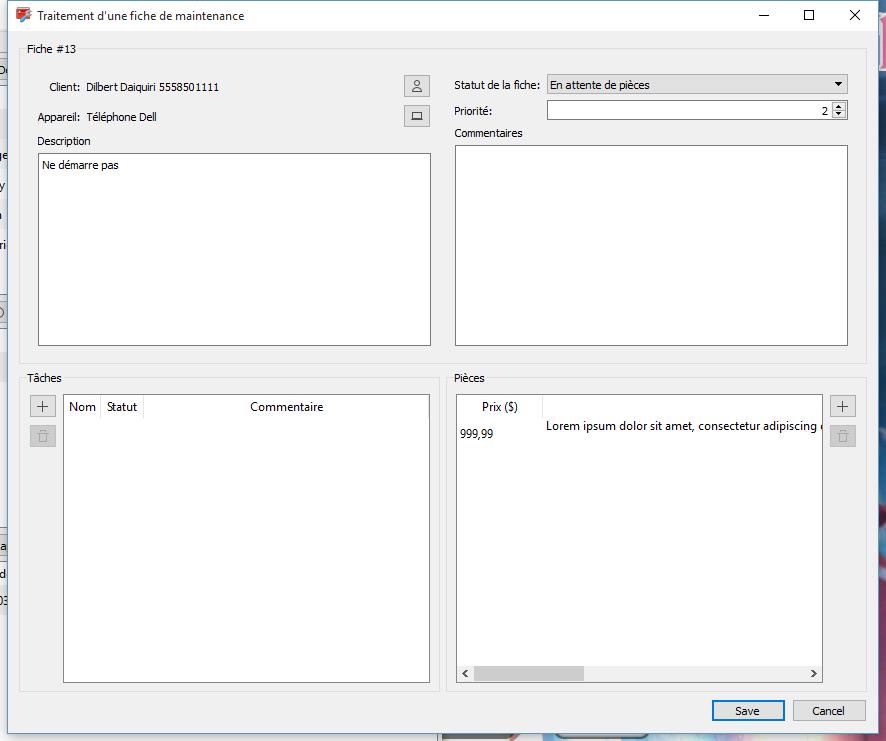 Traitement d'une fiche de maintenance
Fiche #13
Client: Dilbert Daiquiri 5558501111
Appareil: Téléphone Dell
Description
Ne démarre pas
Statut de la fiche: En attente de pièces
Priorité: 2
Commentaires
Tâches
Nom Statut Commentaire
Pièces
Prix ($)
999,99 Lorem ipsum dolor sit amet, consectetur adipiscing
Save Cancel